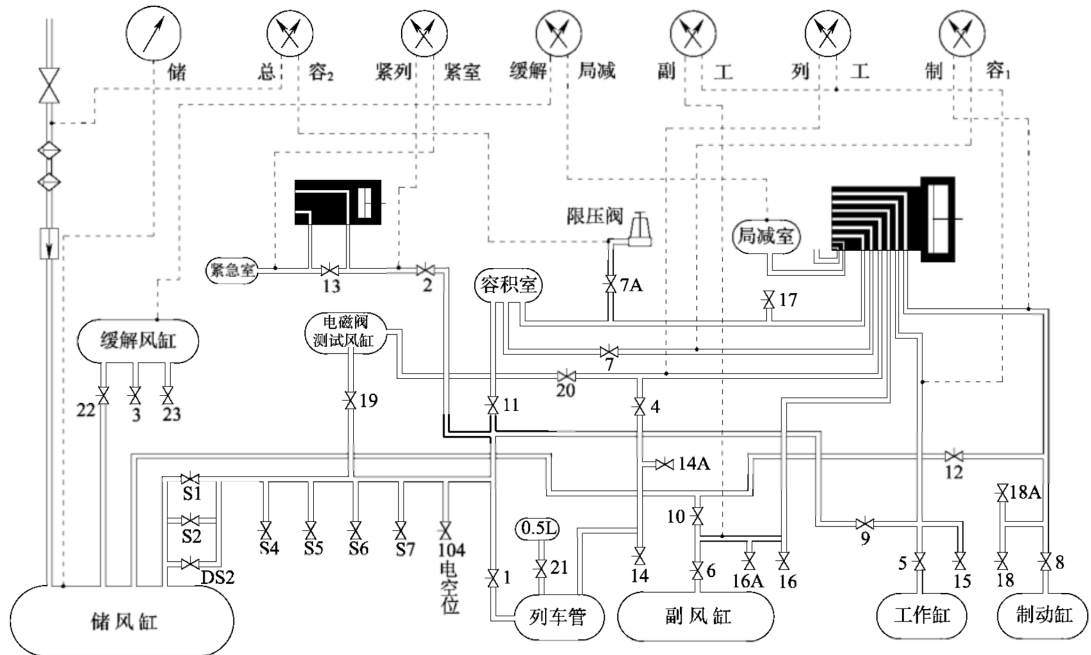 储
总
容₂
紧列
紧室
缓解
局减
副
工
列
工
制
容₁
限压阀
局减室
紧急室
13
2
容积室
7A
17
电磁阀
测试风缸
缓解风缸
7
20
22
3
23
19
11
4
12
S1
14A
18A
S2
0.5L
10
S4
S5
S6
S7
104
电空位
9
DS2
1
21
14
6
16A
16
5
15
18
8
储风缸
列车管
副风缸
工作缸
制动缸